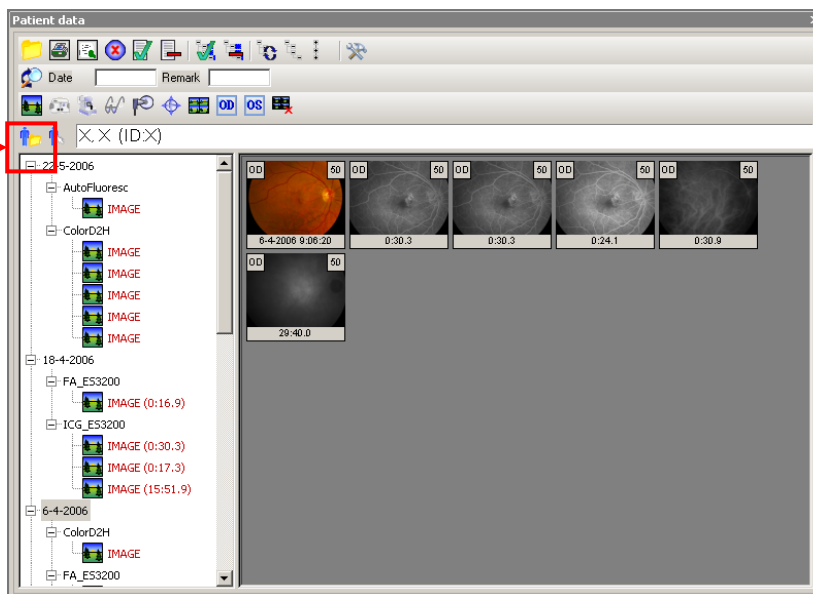 Patient data
Date Remark
OD OS
X, X (ID:X)
22-5-2006
AutoFluoresc
IMAGE
ColorD2H
IMAGE
IMAGE
IMAGE
IMAGE
IMAGE
18-4-2006
FA_ES3200
IMAGE (0:16.9)
ICG_ES3200
IMAGE (0:30.3)
IMAGE (0:17.3)
IMAGE (15:51.9)
6-4-2006
ColorD2H
IMAGE
FA_ES3200
OD 50 OD 50 OD 50 OD 50 OD 50
6-4-2006 9:06:20 0:30.3 0:30.3 0:24.1 0:30.9
OD 50
29:40.0